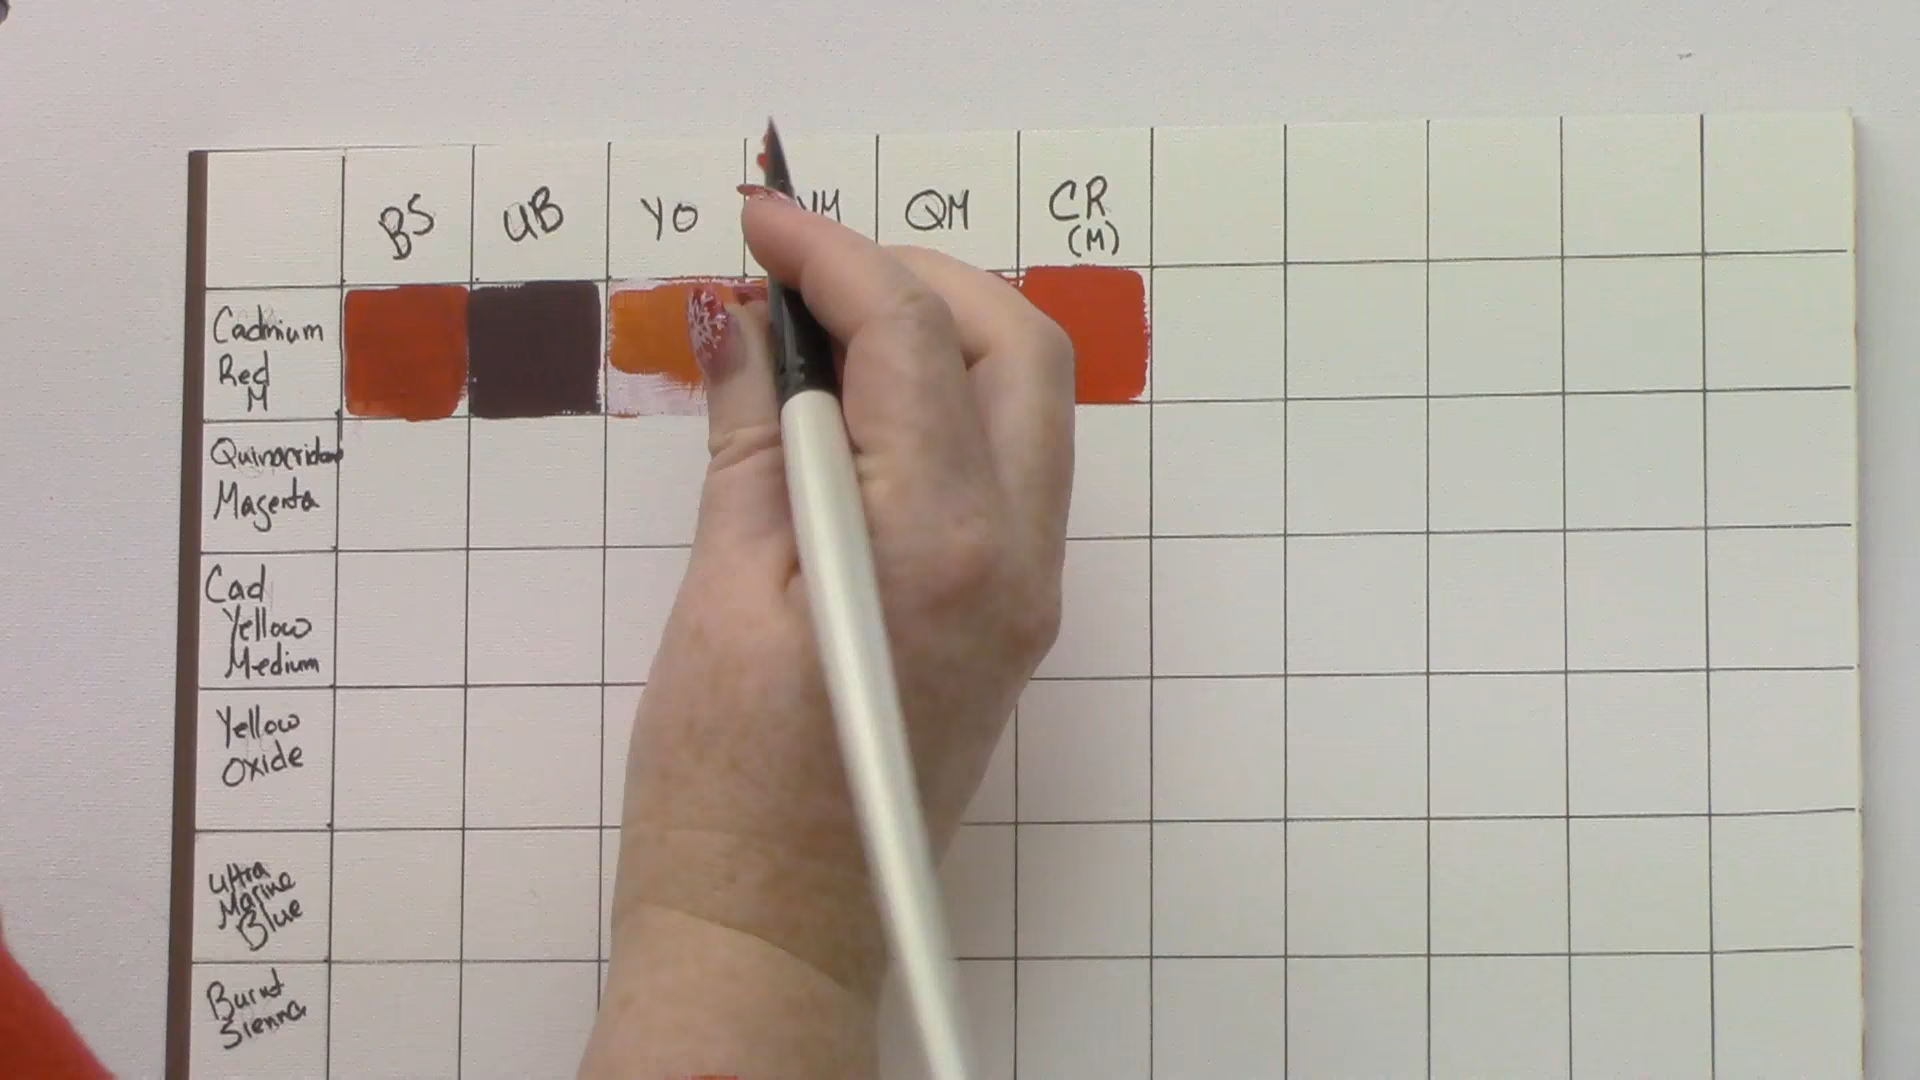 BS UB YO YM QM CR
(M)
Cadmium
Red
M
Quinacridone
Magenta
Cad
Yellow
Medium
Yellow
Oxide
Ultra
Marine
Blue
Burnt
Sienna